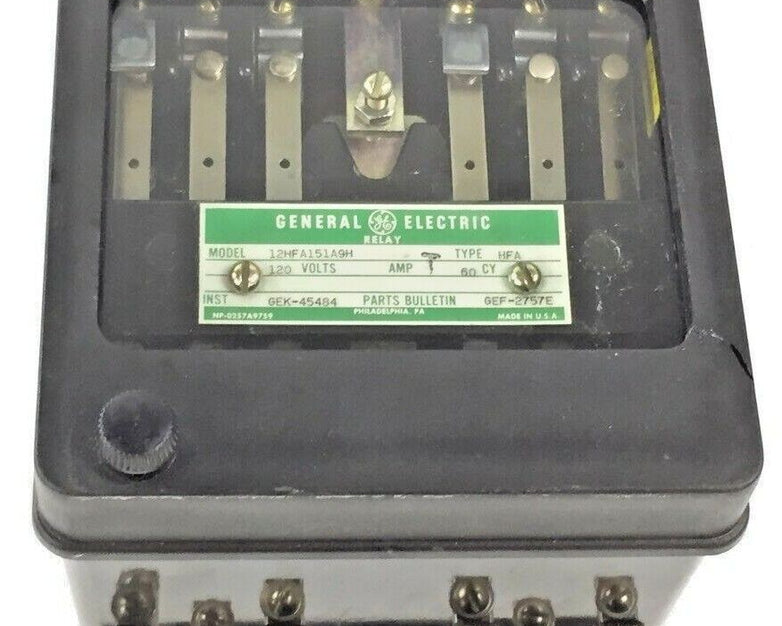 GENERAL GE ELECTRIC
RELAY
MODEL 12HFA151A9H TYPE HFA
120 VOLTS AMP T 60 CY
INST GEK-45484 PARTS BULLETIN GEF-2757E
NP-0257A9759 PHILADELPHIA, PA MADE IN U.S.A